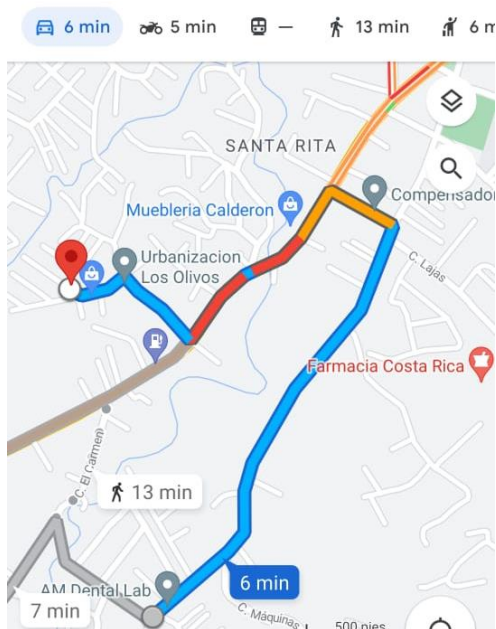 6 min
5 min
—
13 min
6 m
SANTA RITA
Compensador
Muebleria Calderon
Urbanizacion
Los Olivos
C. Lajas
Farmacia Costa Rica
C. El Carmen
13 min
AM Dental Lab
6 min
7 min
C. Máquinas
500 pies